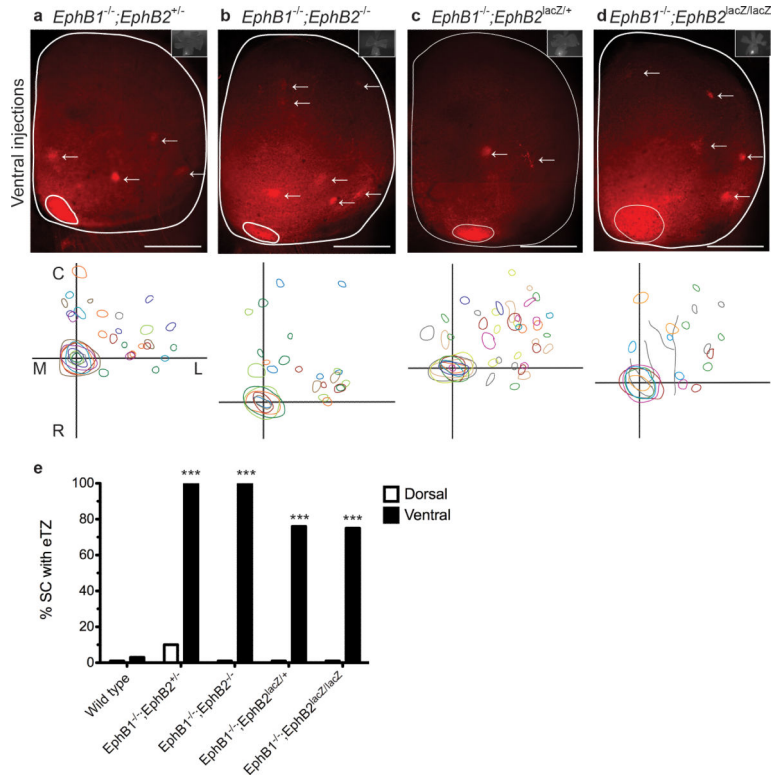 a EphB1-/-;EphB2+/-
b EphB1-/-;EphB2-/-
c EphB1-/-;EphB2lacZ/+
d EphB1-/-;EphB2lacZ/lacZ
Ventral injections
C
M
L
R
e
***
***
***
***
Dorsal
Ventral
% SC with eTZ
100
80
60
40
20
0
Wild type
EphB1-/-;EphB2+/-
EphB1-/-;EphB2-/-
EphB1-/-;EphB2lacZ/+
EphB1-/-;EphB2lacZ/lacZ